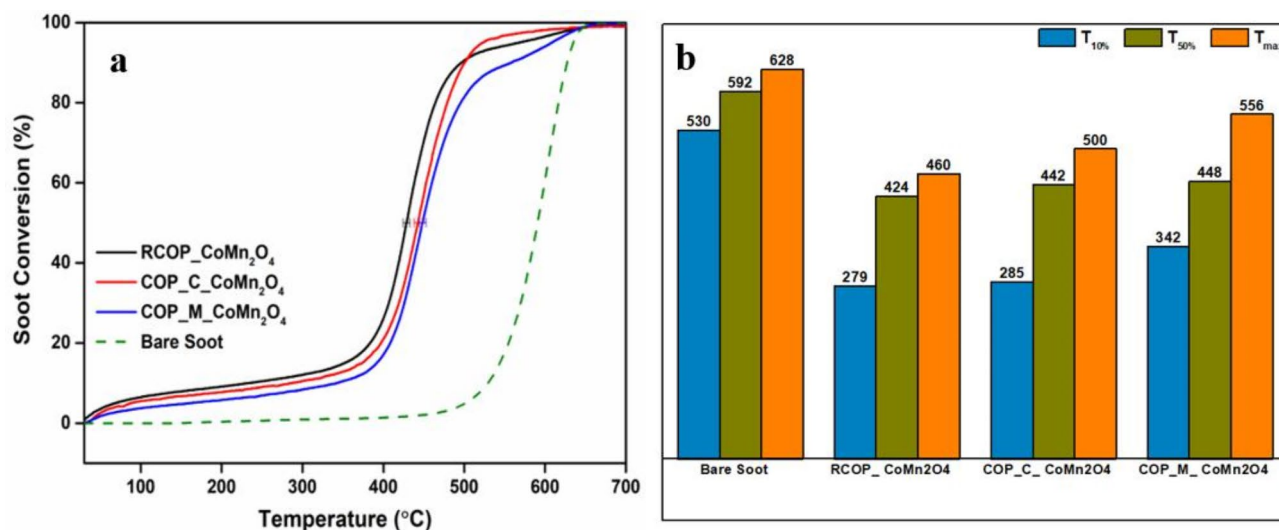 a
Soot Conversion (%)
100
80
60
40
20
0
RCOP_CoMn₂O₄
COP_C_CoMn₂O₄
COP_M_CoMn₂O₄
Bare Soot
100 200 300 400 500 600 700
Temperature (°C)
b
T10% T50% Tma
530 592 628
279 424 460
285 442 500
342 448 556
Bare Soot RCOP_ CoMn2O4 COP_C_ CoMn2O4 COP_M_ CoMn2O4